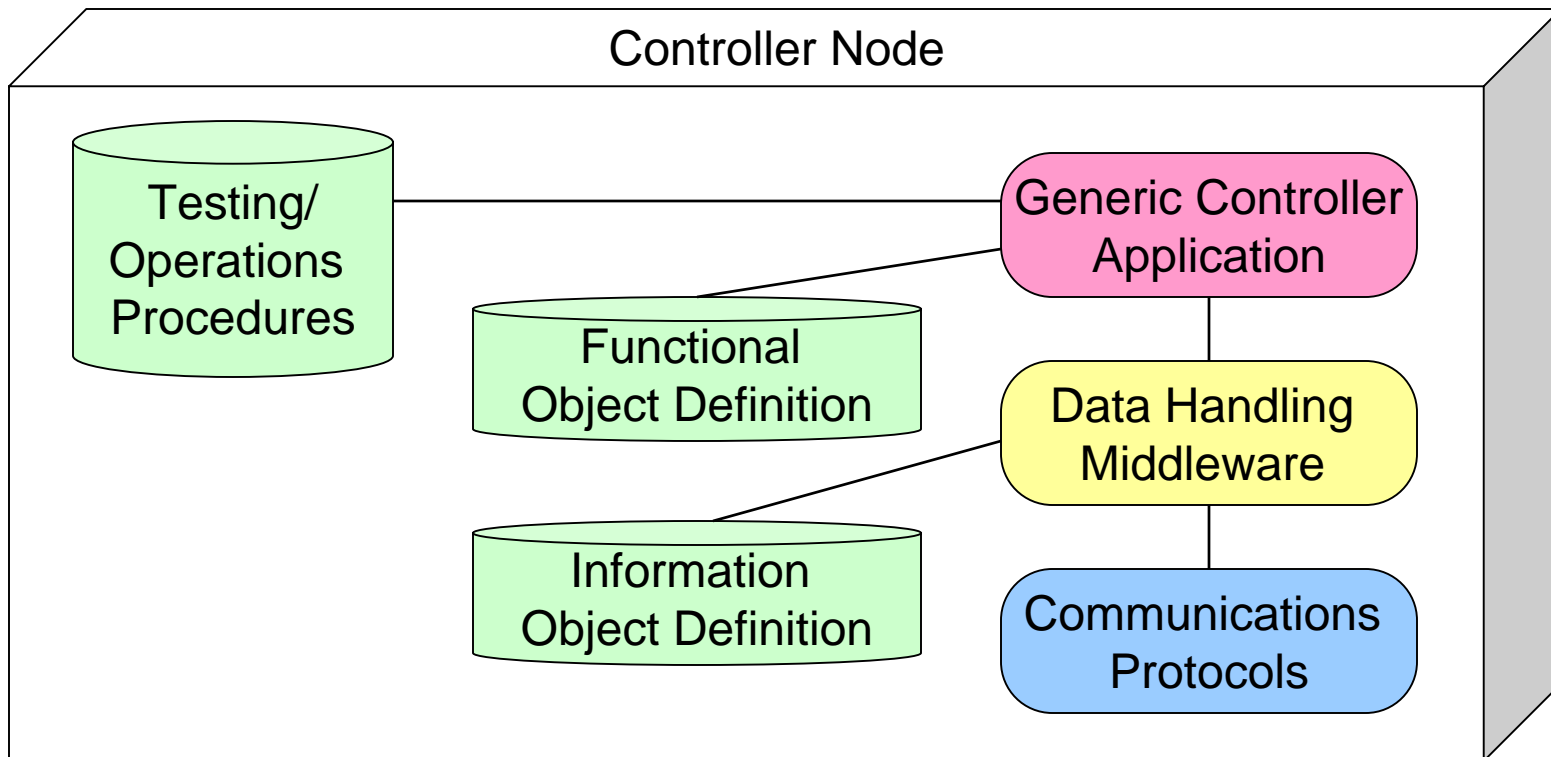 Controller Node
Testing/
Operations
Procedures
Generic Controller
Application
Functional
Object Definition
Data Handling
Middleware
Information
Object Definition
Communications
Protocols